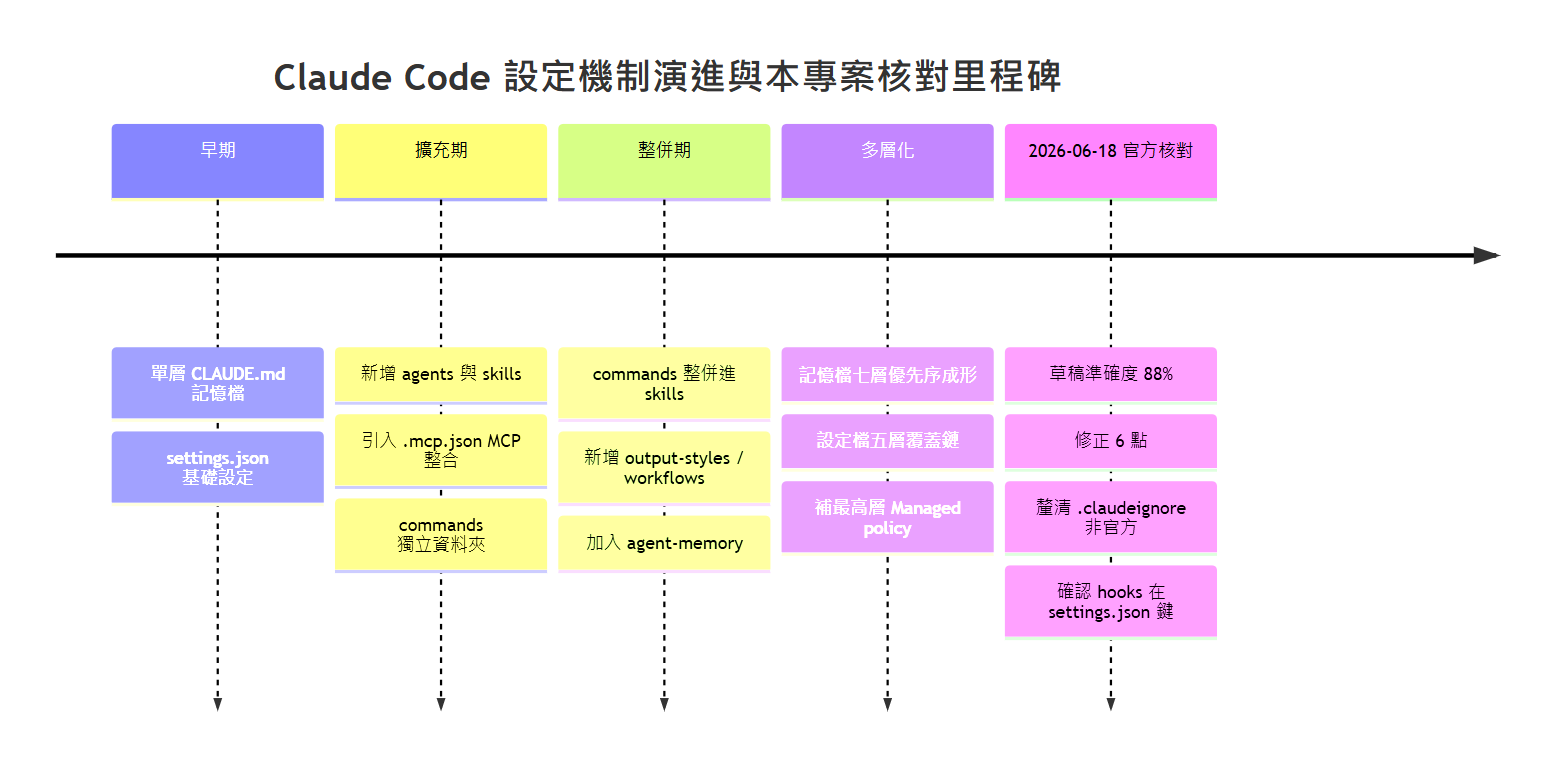 Claude Code 設定機制演進與本專案核對里程碑
早期
擴充期
整併期
多層化
2026-06-18 官方核對
單層 CLAUDE.md
記憶檔
settings.json
基礎設定
新增 agents 與 skills
引入 .mcp.json MCP
整合
commands
獨立資料夾
commands 整併進
skills
新增 output-styles /
workflows
加入 agent-memory
記憶檔七層優先序成形
設定檔五層覆蓋鏈
補最高層 Managed
policy
草稿準確度 88%
修正 6 點
釐清 .claudeignore
非官方
確認 hooks 在
settings.json 鍵